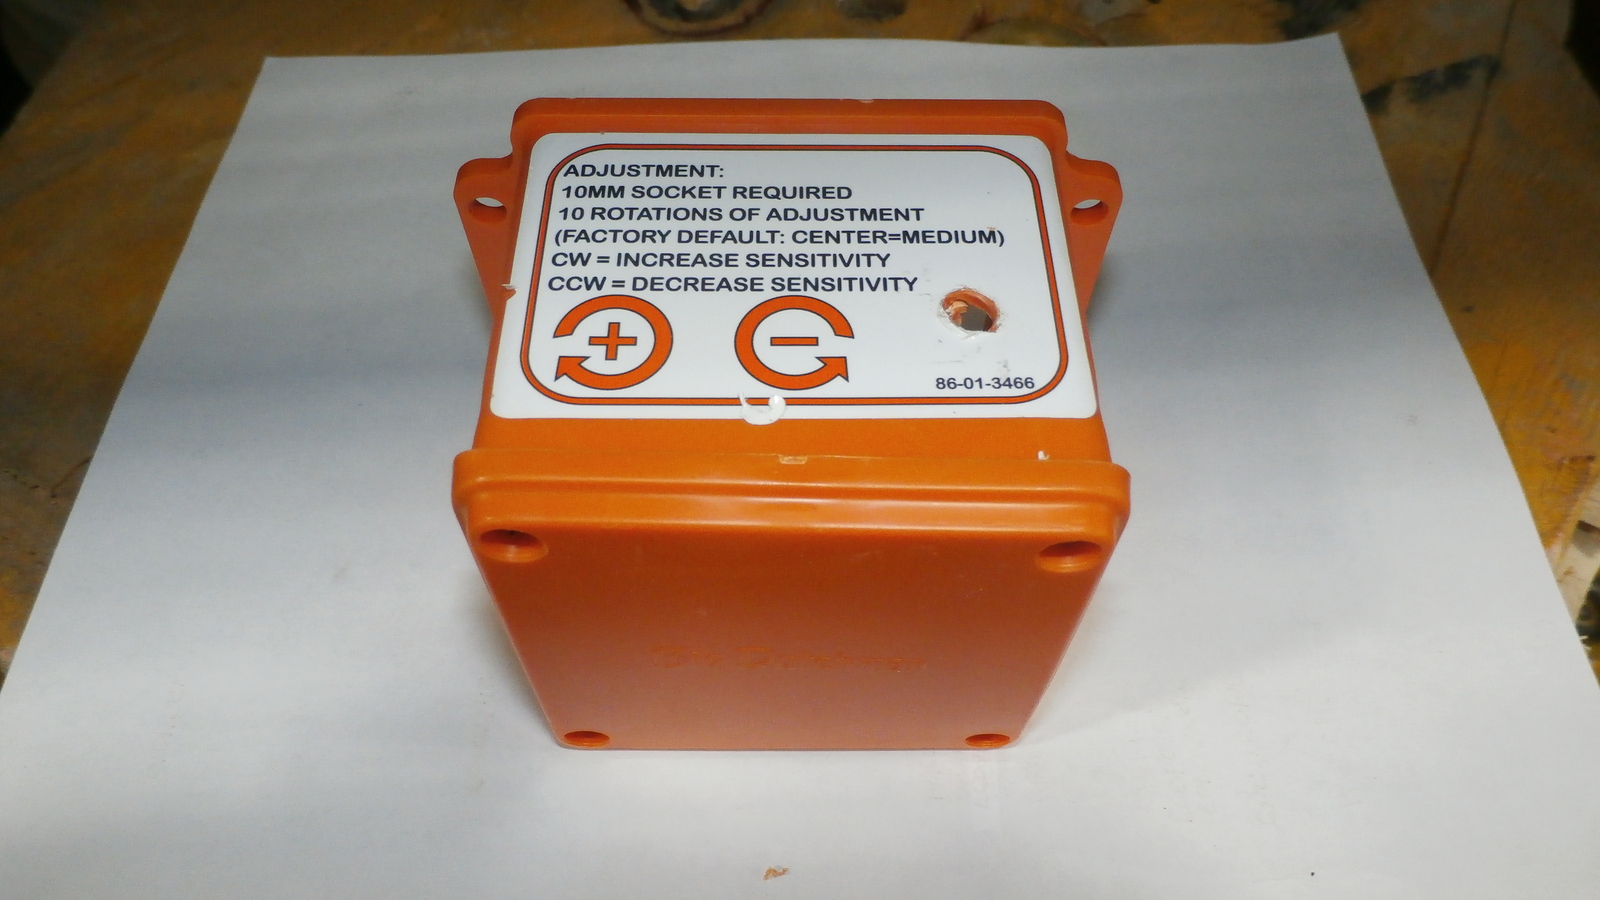 ADJUSTMENT:
10MM SOCKET REQUIRED
10 ROTATIONS OF ADJUSTMENT
(FACTORY DEFAULT: CENTER=MEDIUM)
CW = INCREASE SENSITIVITY
CCW = DECREASE SENSITIVITY
+ -
86-01-3466